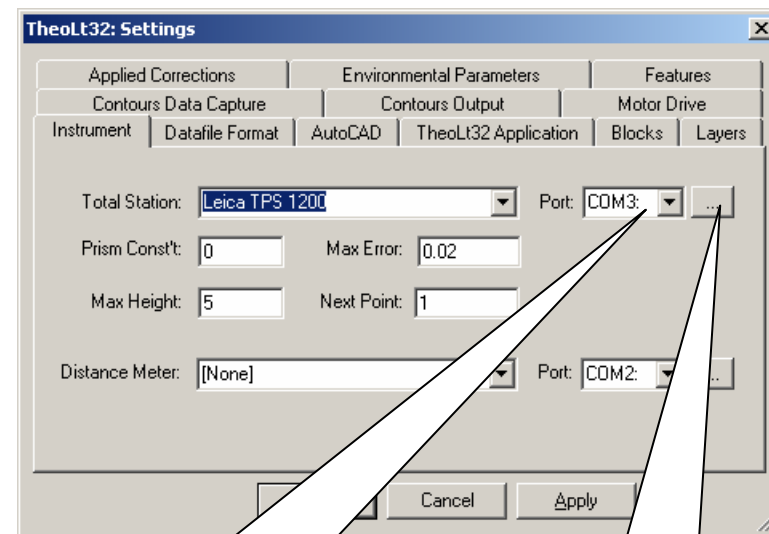 TheoLt32: Settings
Applied Corrections Environmental Parameters Features
Contours Data Capture Contours Output Motor Drive
Instrument Datafile Format AutoCAD TheoLt32 Application Blocks Layers
Total Station: Leica TPS 1200 Port: COM3: ...
Prism Const't: 0 Max Error: 0.02
Max Height: 5 Next Point: 1
Distance Meter: [None] Port: COM2:
Cancel Apply